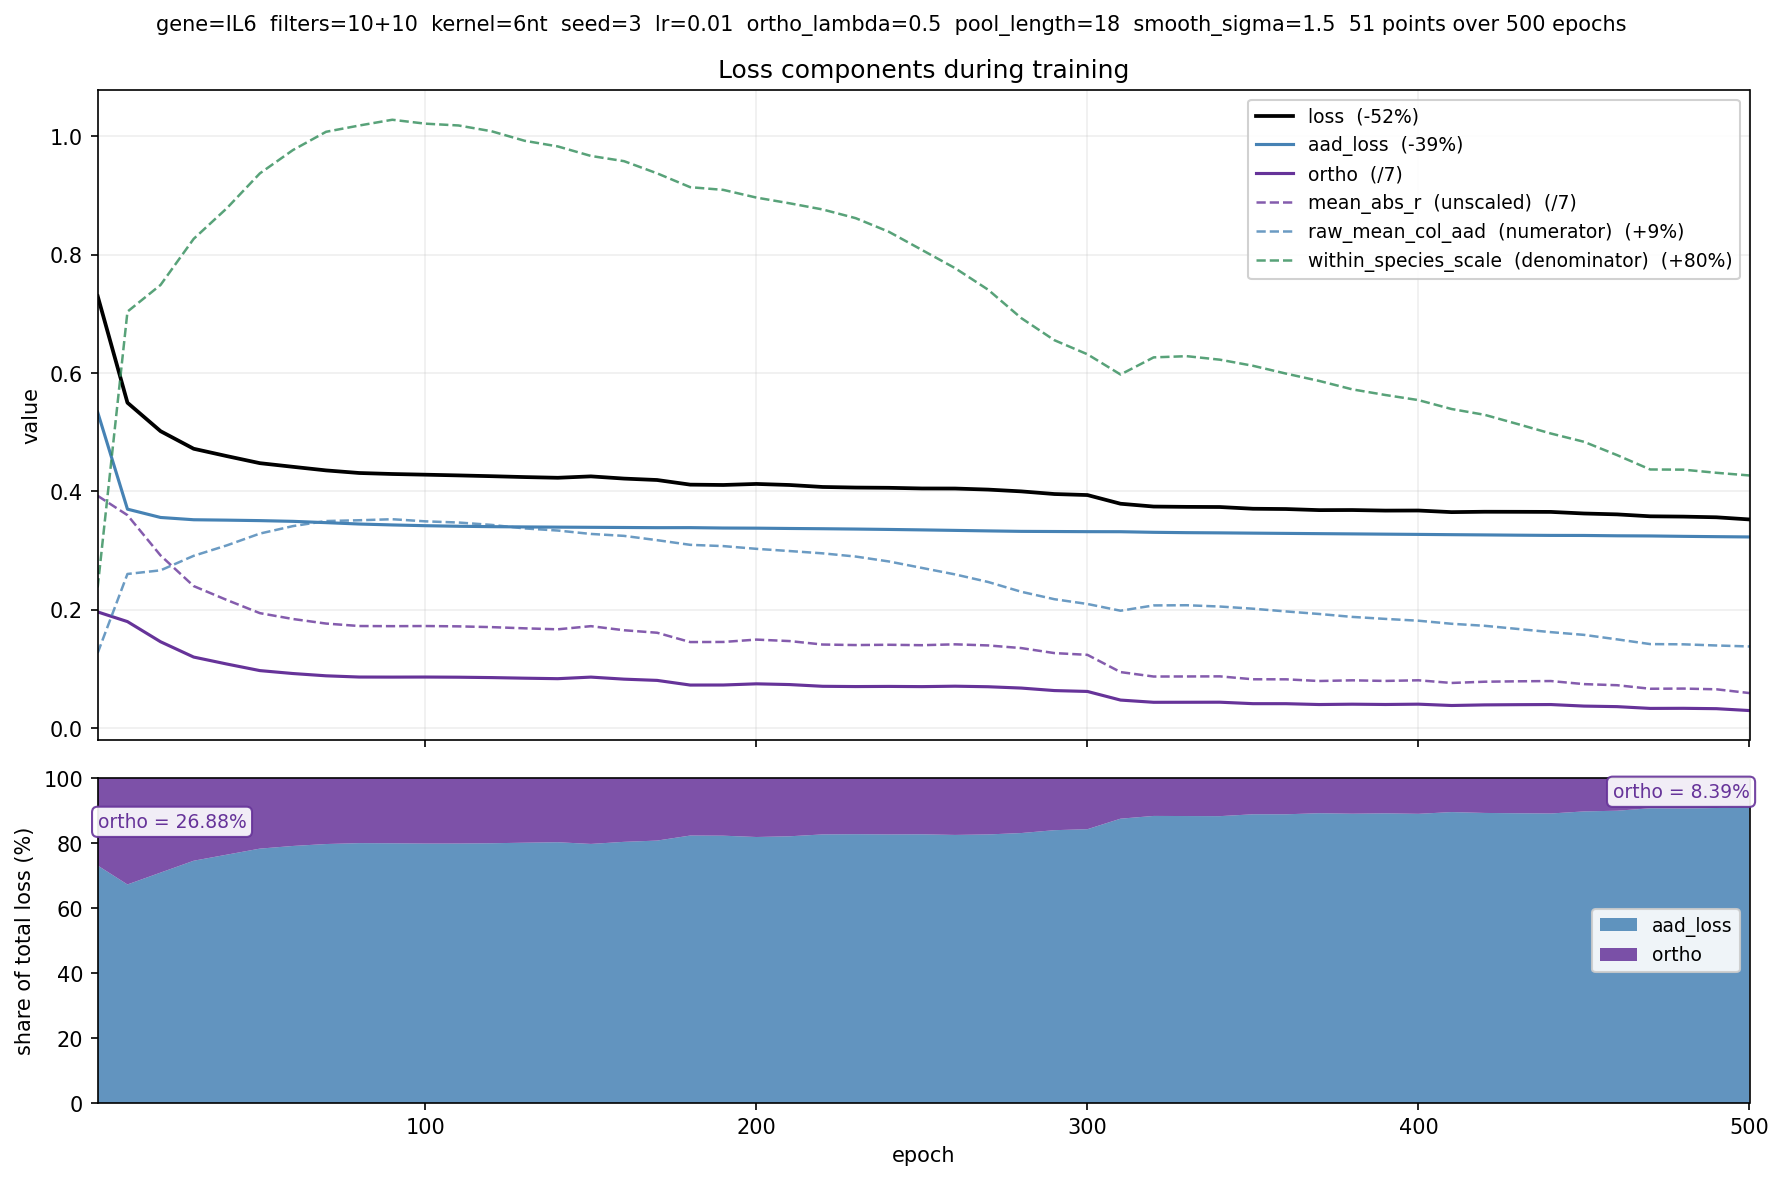 gene=IL6  filters=10+10  kernel=6nt  seed=3  lr=0.01  ortho_lambda=0.5  pool_length=18  smooth_sigma=1.5  51 points over 500 epochs
Loss components during training
value
1.0
0.8
0.6
0.4
0.2
0.0
loss  (-52%)
aad_loss  (-39%)
ortho  (/7)
mean_abs_r  (unscaled)  (/7)
raw_mean_col_aad  (numerator)  (+9%)
within_species_scale  (denominator)  (+80%)
share of total loss (%)
100
80
60
40
20
0
ortho = 26.88%
ortho = 8.39%
aad_loss
ortho
100
200
300
400
500
epoch